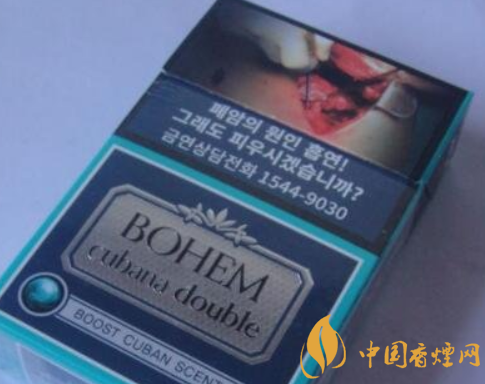 폐암의 원인 흡연!
그래도 피우시겠습니까?
금연상담전화 1544-9030
BOHEM
cubana double
BOOST CUBAN SCENT
中国香烟网